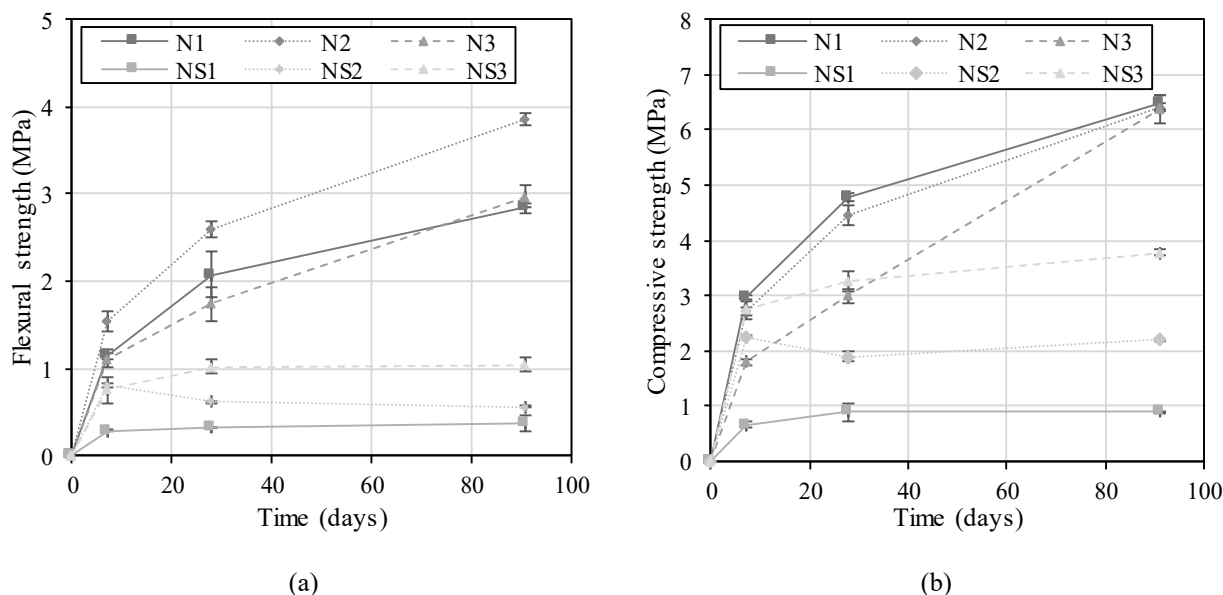 5
4
3
2
1
0
Flexural strength (MPa)
N1 N2 N3
NS1 NS2 NS3
0 20 40 60 80 100
Time (days)
(a)
8
7
6
5
4
3
2
1
0
Compressive strength (MPa)
N1 N2 N3
NS1 NS2 NS3
0 20 40 60 80 100
Time (days)
(b)